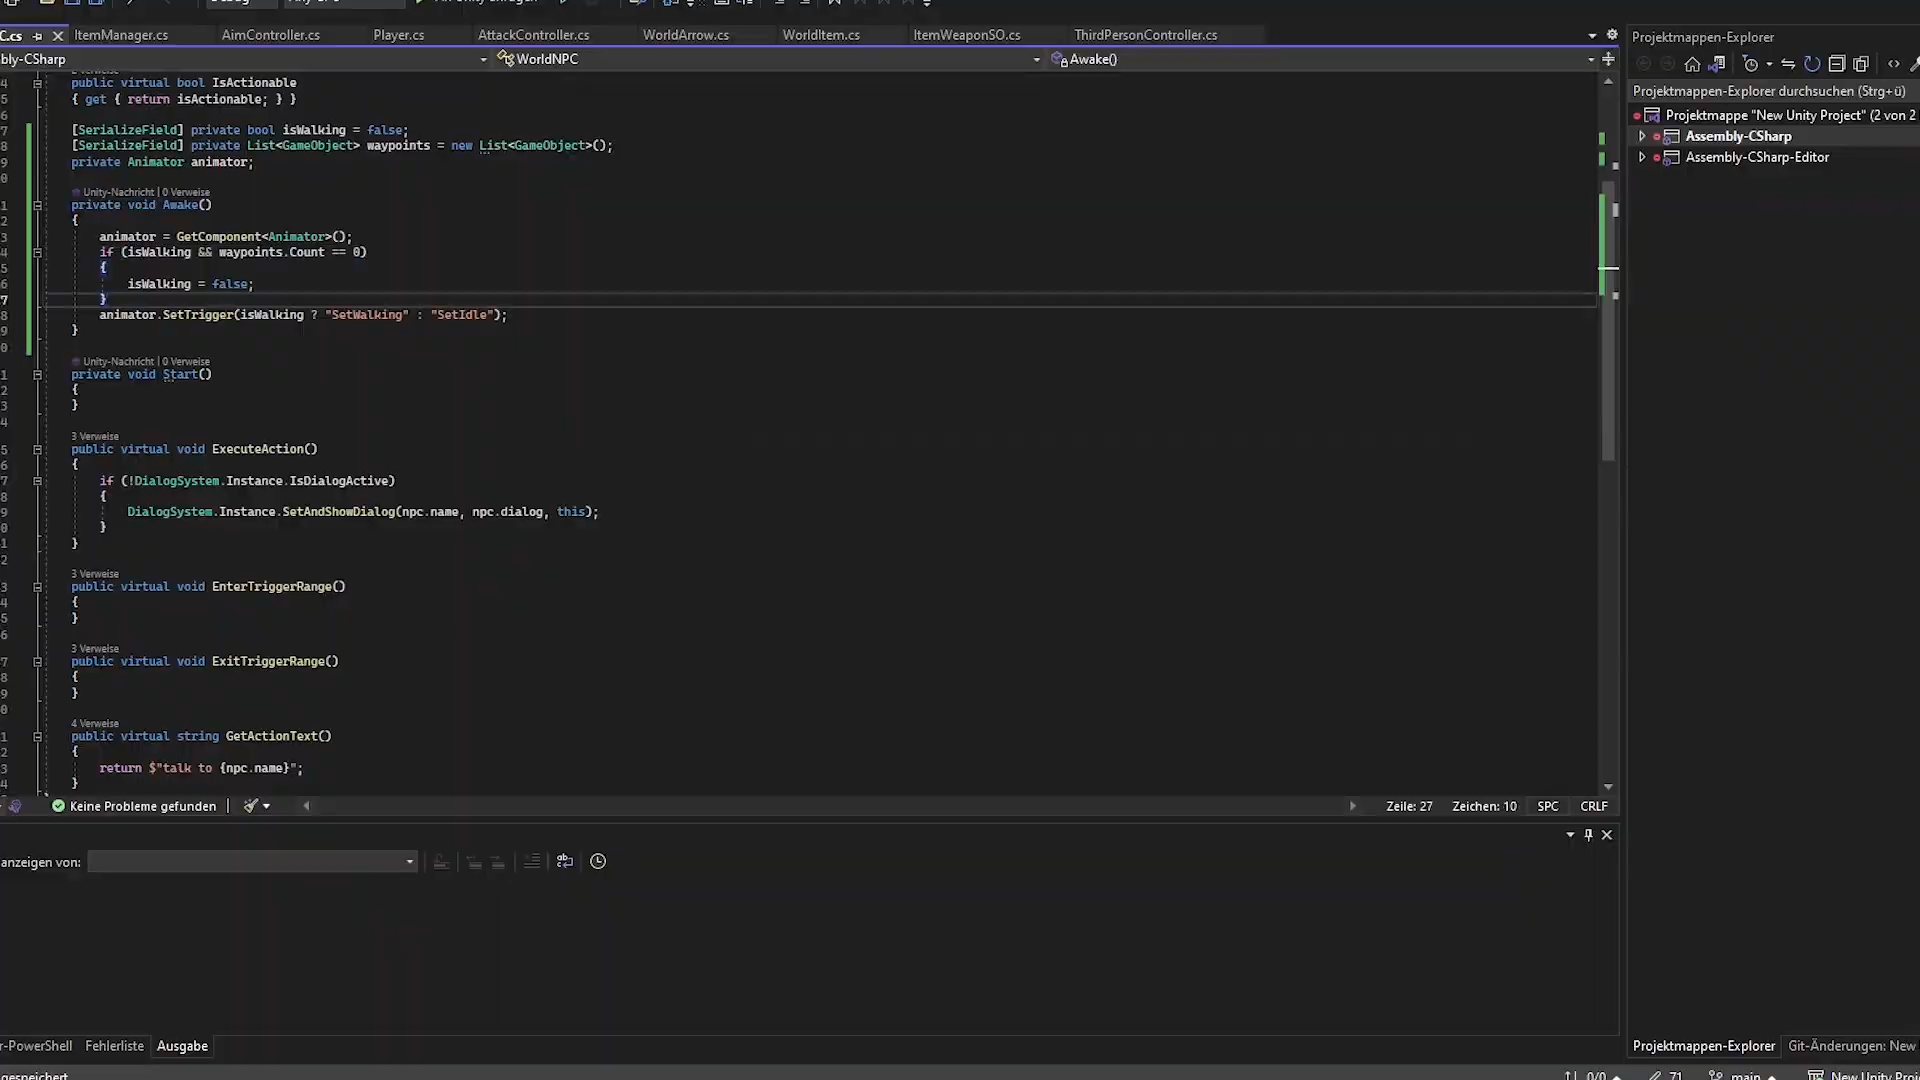 C.cs
ItemManager.cs
AimController.cs
Player.cs
AttackController.cs
WorldArrow.cs
WorldItem.cs
ItemWeaponSO.cs
ThirdPersonController.cs
bly-CSharp
WorldNPC
Awake()
public virtual bool IsActionable
{ get { return isActionable; } }
[SerializeField] private bool isWalking = false;
[SerializeField] private List<GameObject> waypoints = new List<GameObject>();
private Animator animator;
Unity-Nachricht | 0 Verweise
private void Awake()
{
animator = GetComponent<Animator>();
if (isWalking && waypoints.Count == 0)
{
isWalking = false;
}
animator.SetTrigger(isWalking ? "SetWalking" : "SetIdle");
}
Unity-Nachricht | 0 Verweise
private void Start()
{
}
3 Verweise
public virtual void ExecuteAction()
{
if (!DialogSystem.Instance.IsDialogActive)
{
DialogSystem.Instance.SetAndShowDialog(npc.name, npc.dialog, this);
}
}
3 Verweise
public virtual void EnterTriggerRange()
{
}
3 Verweise
public virtual void ExitTriggerRange()
{
}
4 Verweise
public virtual string GetActionText()
{
return $"talk to {npc.name}";
}
Keine Probleme gefunden
Zeile: 27
Zeichen: 10
SPC
CRLF
anzeigen von:
r-PowerShell
Fehlerliste
Ausgabe
Projektmappen-Explorer
Projektmappen-Explorer durchsuchen (Strg+ü)
Projektmappe "New Unity Project" (2 von 2
Assembly-CSharp
Assembly-CSharp-Editor
Projektmappen-Explorer
Git-Änderungen: New
gespeichert
0/0
71
main
New Unity Proj